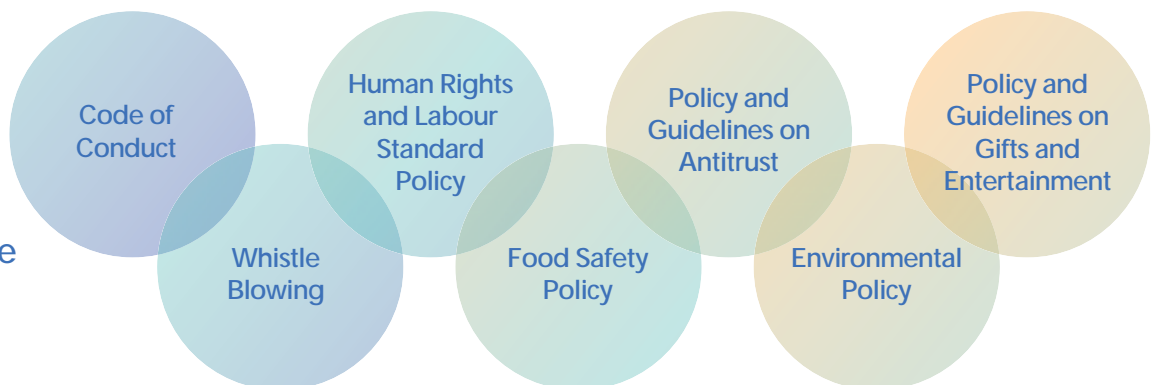 Code of
Conduct
Whistle
Blowing
Human Rights
and Labour
Standard
Policy
Food Safety
Policy
Policy and
Guidelines on
Antitrust
Environmental
Policy
Policy and
Guidelines on
Gifts and
Entertainment
e